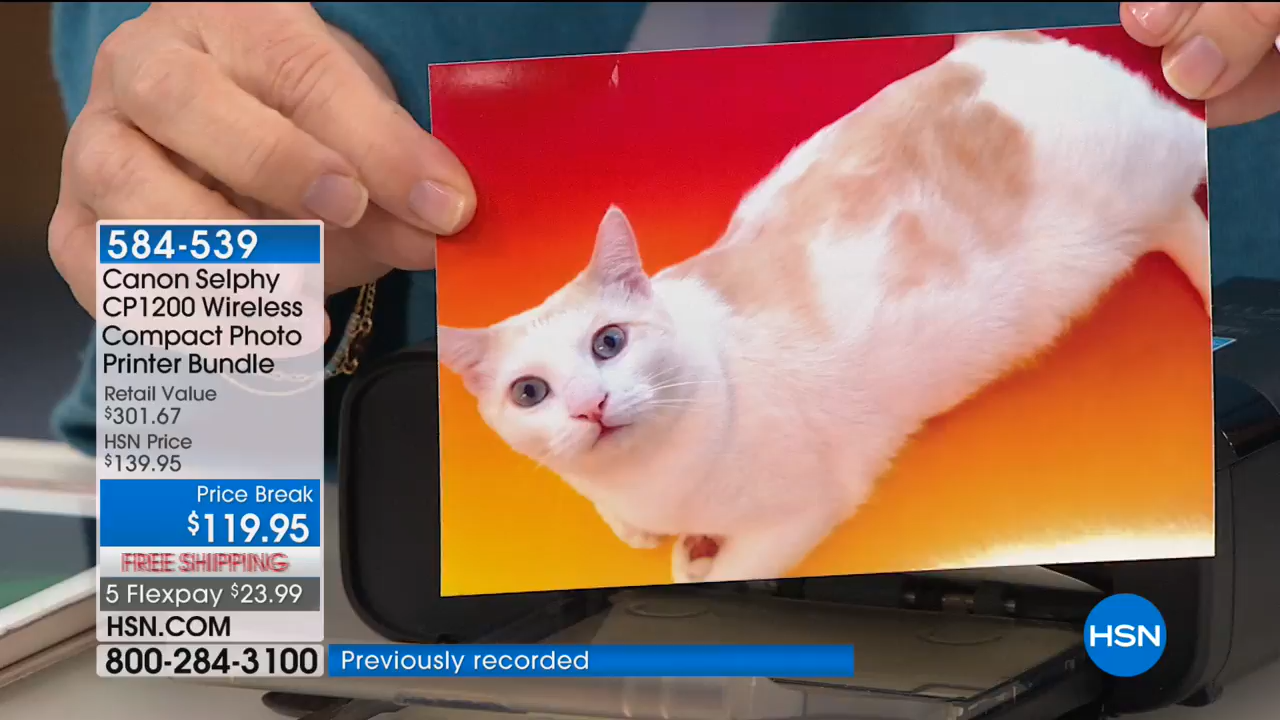 584-539
Canon Selphy
CP1200 Wireless
Compact Photo
Printer Bundle
Retail Value
$301.67
HSN Price
$139.95
Price Break
$119.95
FREE SHIPPING
5 Flexpay $23.99
HSN.COM
800-284-3100
Previously recorded
HSN